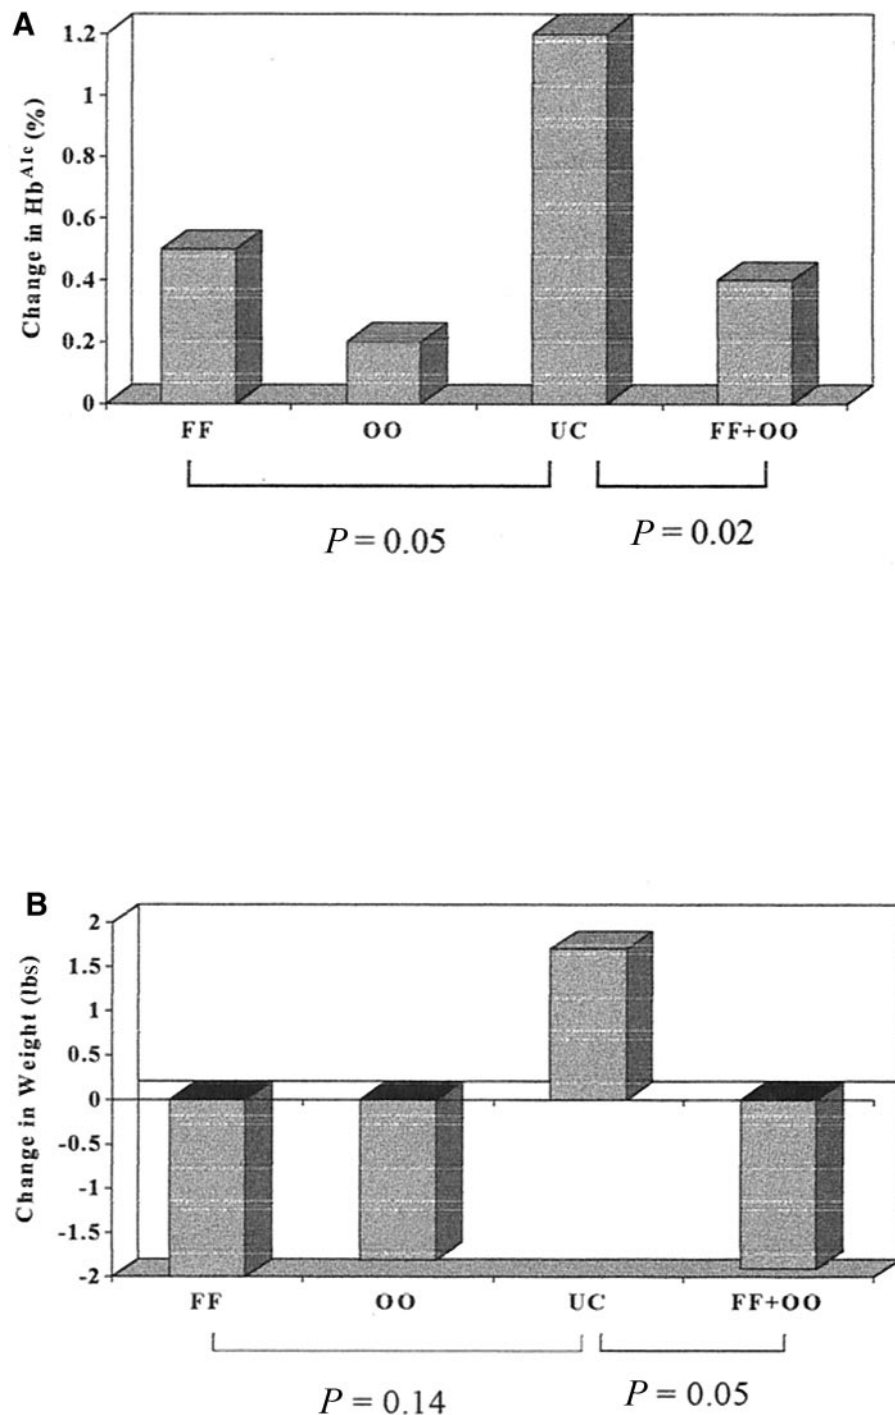 A
Change in Hb^A1c (%)
1.2
1
0.8
0.6
0.4
0.2
0
FF OO UC FF+OO
P = 0.05 P = 0.02
B
Change in Weight (lbs)
2
1.5
1
0.5
0
-0.5
-1
-1.5
-2
FF OO UC FF+OO
P = 0.14 P = 0.05